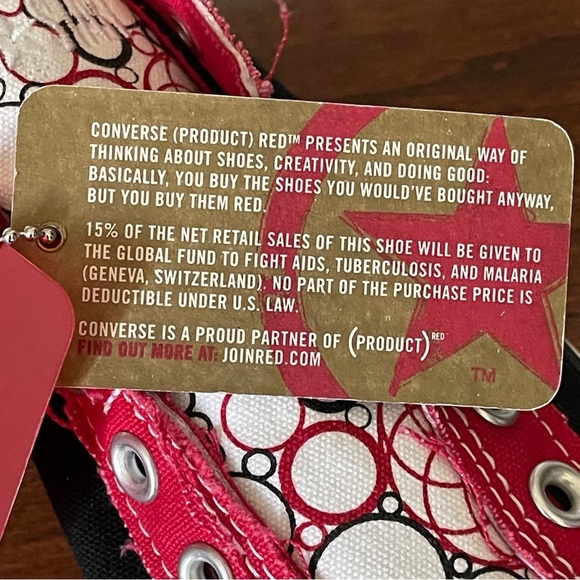 CONVERSE (PRODUCT) RED™ PRESENTS AN ORIGINAL WAY OF
THINKING ABOUT SHOES, CREATIVITY, AND DOING GOOD:
BASICALLY, YOU BUY THE SHOES YOU WOULD'VE BOUGHT ANYWAY,
BUT YOU BUY THEM RED.
15% OF THE NET RETAIL SALES OF THIS SHOE WILL BE GIVEN TO
THE GLOBAL FUND TO FIGHT AIDS, TUBERCULOSIS, AND MALARIA
(GENEVA, SWITZERLAND). NO PART OF THE PURCHASE PRICE IS
DEDUCTIBLE UNDER U.S. LAW.
CONVERSE IS A PROUD PARTNER OF (PRODUCT)RED
FIND OUT MORE AT: JOINRED.COM
TM